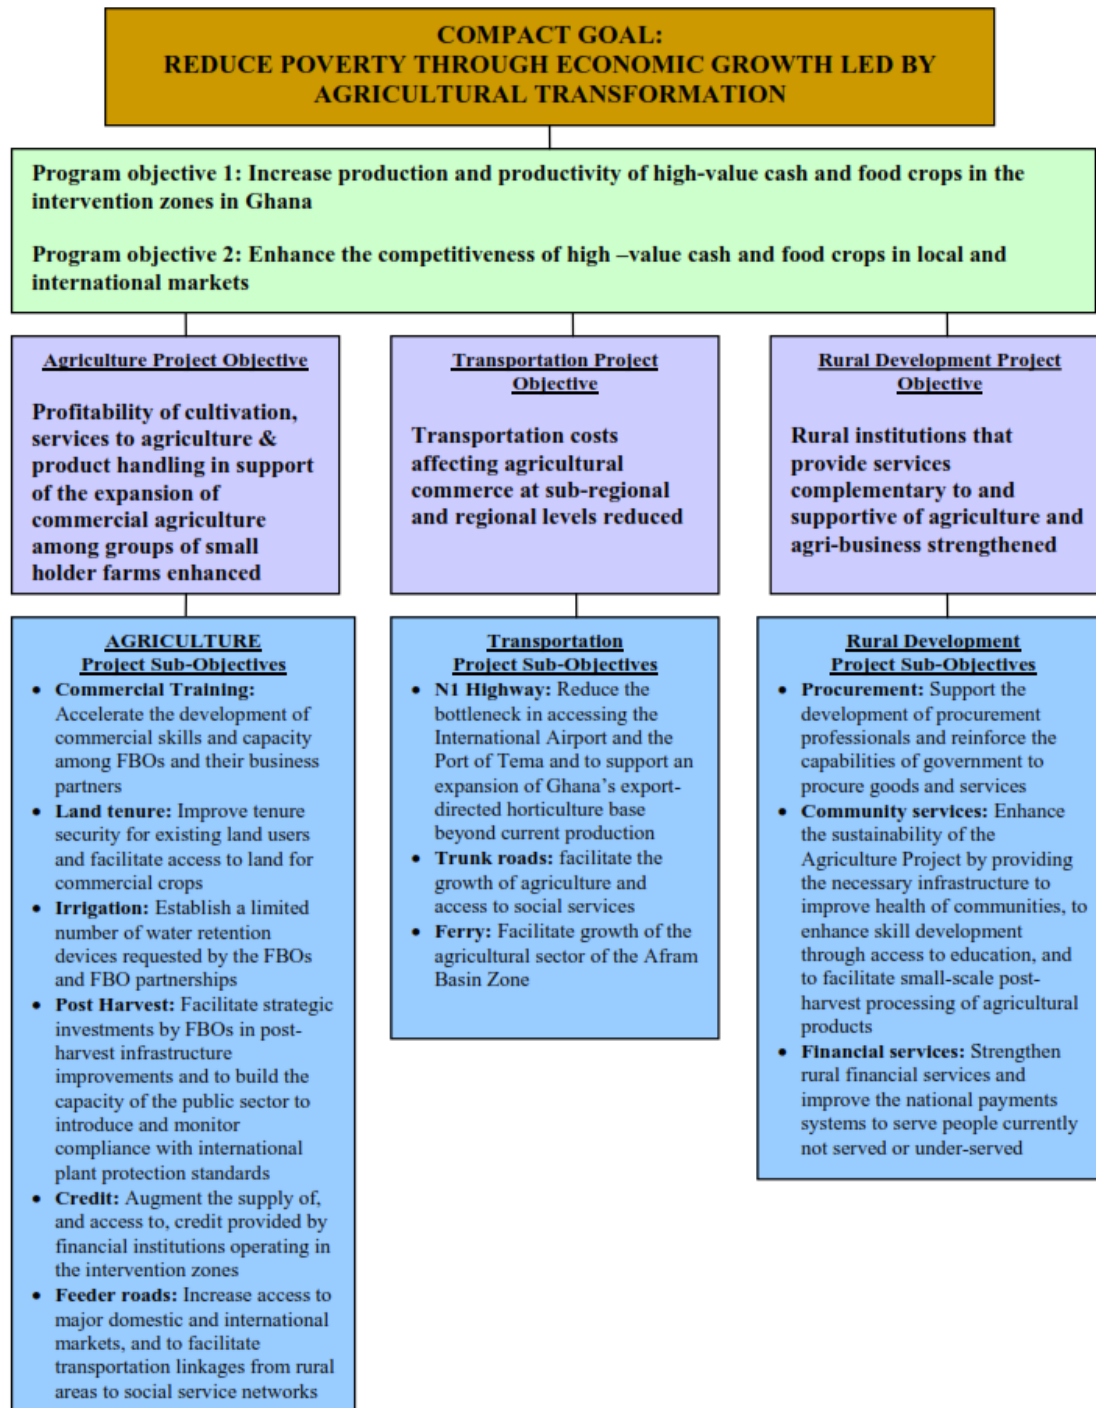 COMPACT GOAL:
REDUCE POVERTY THROUGH ECONOMIC GROWTH LED BY
AGRICULTURAL TRANSFORMATION
Program objective 1: Increase production and productivity of high-value cash and food crops in the
intervention zones in Ghana
Program objective 2: Enhance the competitiveness of high –value cash and food crops in local and
international markets
Agriculture Project Objective
Profitability of cultivation,
services to agriculture &
product handling in support
of the expansion of
commercial agriculture
among groups of small
holder farms enhanced
Transportation Project
Objective
Transportation costs
affecting agricultural
commerce at sub-regional
and regional levels reduced
Rural Development Project
Objective
Rural institutions that
provide services
complementary to and
supportive of agriculture and
agri-business strengthened
AGRICULTURE
Project Sub-Objectives
• Commercial Training:
Accelerate the development of
commercial skills and capacity
among FBOs and their business
partners
• Land tenure: Improve tenure
security for existing land users
and facilitate access to land for
commercial crops
• Irrigation: Establish a limited
number of water retention
devices requested by the FBOs
and FBO partnerships
• Post Harvest: Facilitate strategic
investments by FBOs in post-
harvest infrastructure
improvements and to build the
capacity of the public sector to
introduce and monitor
compliance with international
plant protection standards
• Credit: Augment the supply of,
and access to, credit provided by
financial institutions operating in
the intervention zones
• Feeder roads: Increase access to
major domestic and international
markets, and to facilitate
transportation linkages from rural
areas to social service networks
Transportation
Project Sub-Objectives
• N1 Highway: Reduce the
bottleneck in accessing the
International Airport and the
Port of Tema and to support an
expansion of Ghana’s export-
directed horticulture base
beyond current production
• Trunk roads: facilitate the
growth of agriculture and
access to social services
• Ferry: Facilitate growth of the
agricultural sector of the Afram
Basin Zone
Rural Development
Project Sub-Objectives
• Procurement: Support the
development of procurement
professionals and reinforce the
capabilities of government to
procure goods and services
• Community services: Enhance
the sustainability of the
Agriculture Project by providing
the necessary infrastructure to
improve health of communities, to
enhance skill development
through access to education, and
to facilitate small-scale post-
harvest processing of agricultural
products
• Financial services: Strengthen
rural financial services and
improve the national payments
systems to serve people currently
not served or under-served